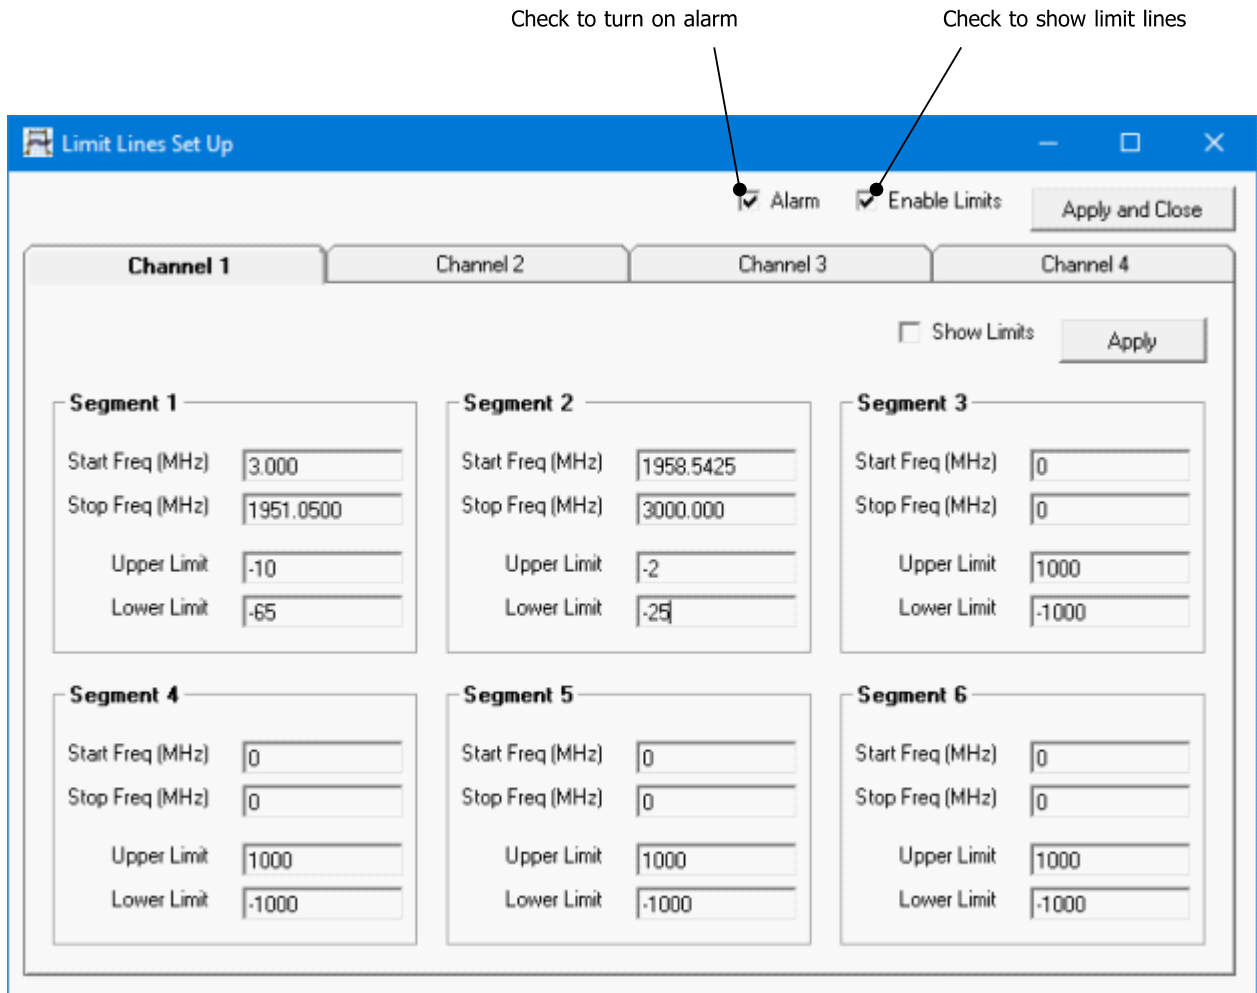 Check to turn on alarm Check to show limit lines
Limit Lines Set Up
Alarm Enable Limits Apply and Close
Channel 1 Channel 2 Channel 3 Channel 4
Show Limits Apply
Segment 1 Segment 2 Segment 3
Start Freq (MHz) 3.000 Start Freq (MHz) 1958.5425 Start Freq (MHz) 0
Stop Freq (MHz) 1951.0500 Stop Freq (MHz) 3000.000 Stop Freq (MHz) 0
Upper Limit -10 Upper Limit -2 Upper Limit 1000
Lower Limit -65 Lower Limit -25 Lower Limit -1000
Segment 4 Segment 5 Segment 6
Start Freq (MHz) 0 Start Freq (MHz) 0 Start Freq (MHz) 0
Stop Freq (MHz) 0 Stop Freq (MHz) 0 Stop Freq (MHz) 0
Upper Limit 1000 Upper Limit 1000 Upper Limit 1000
Lower Limit -1000 Lower Limit -1000 Lower Limit -1000